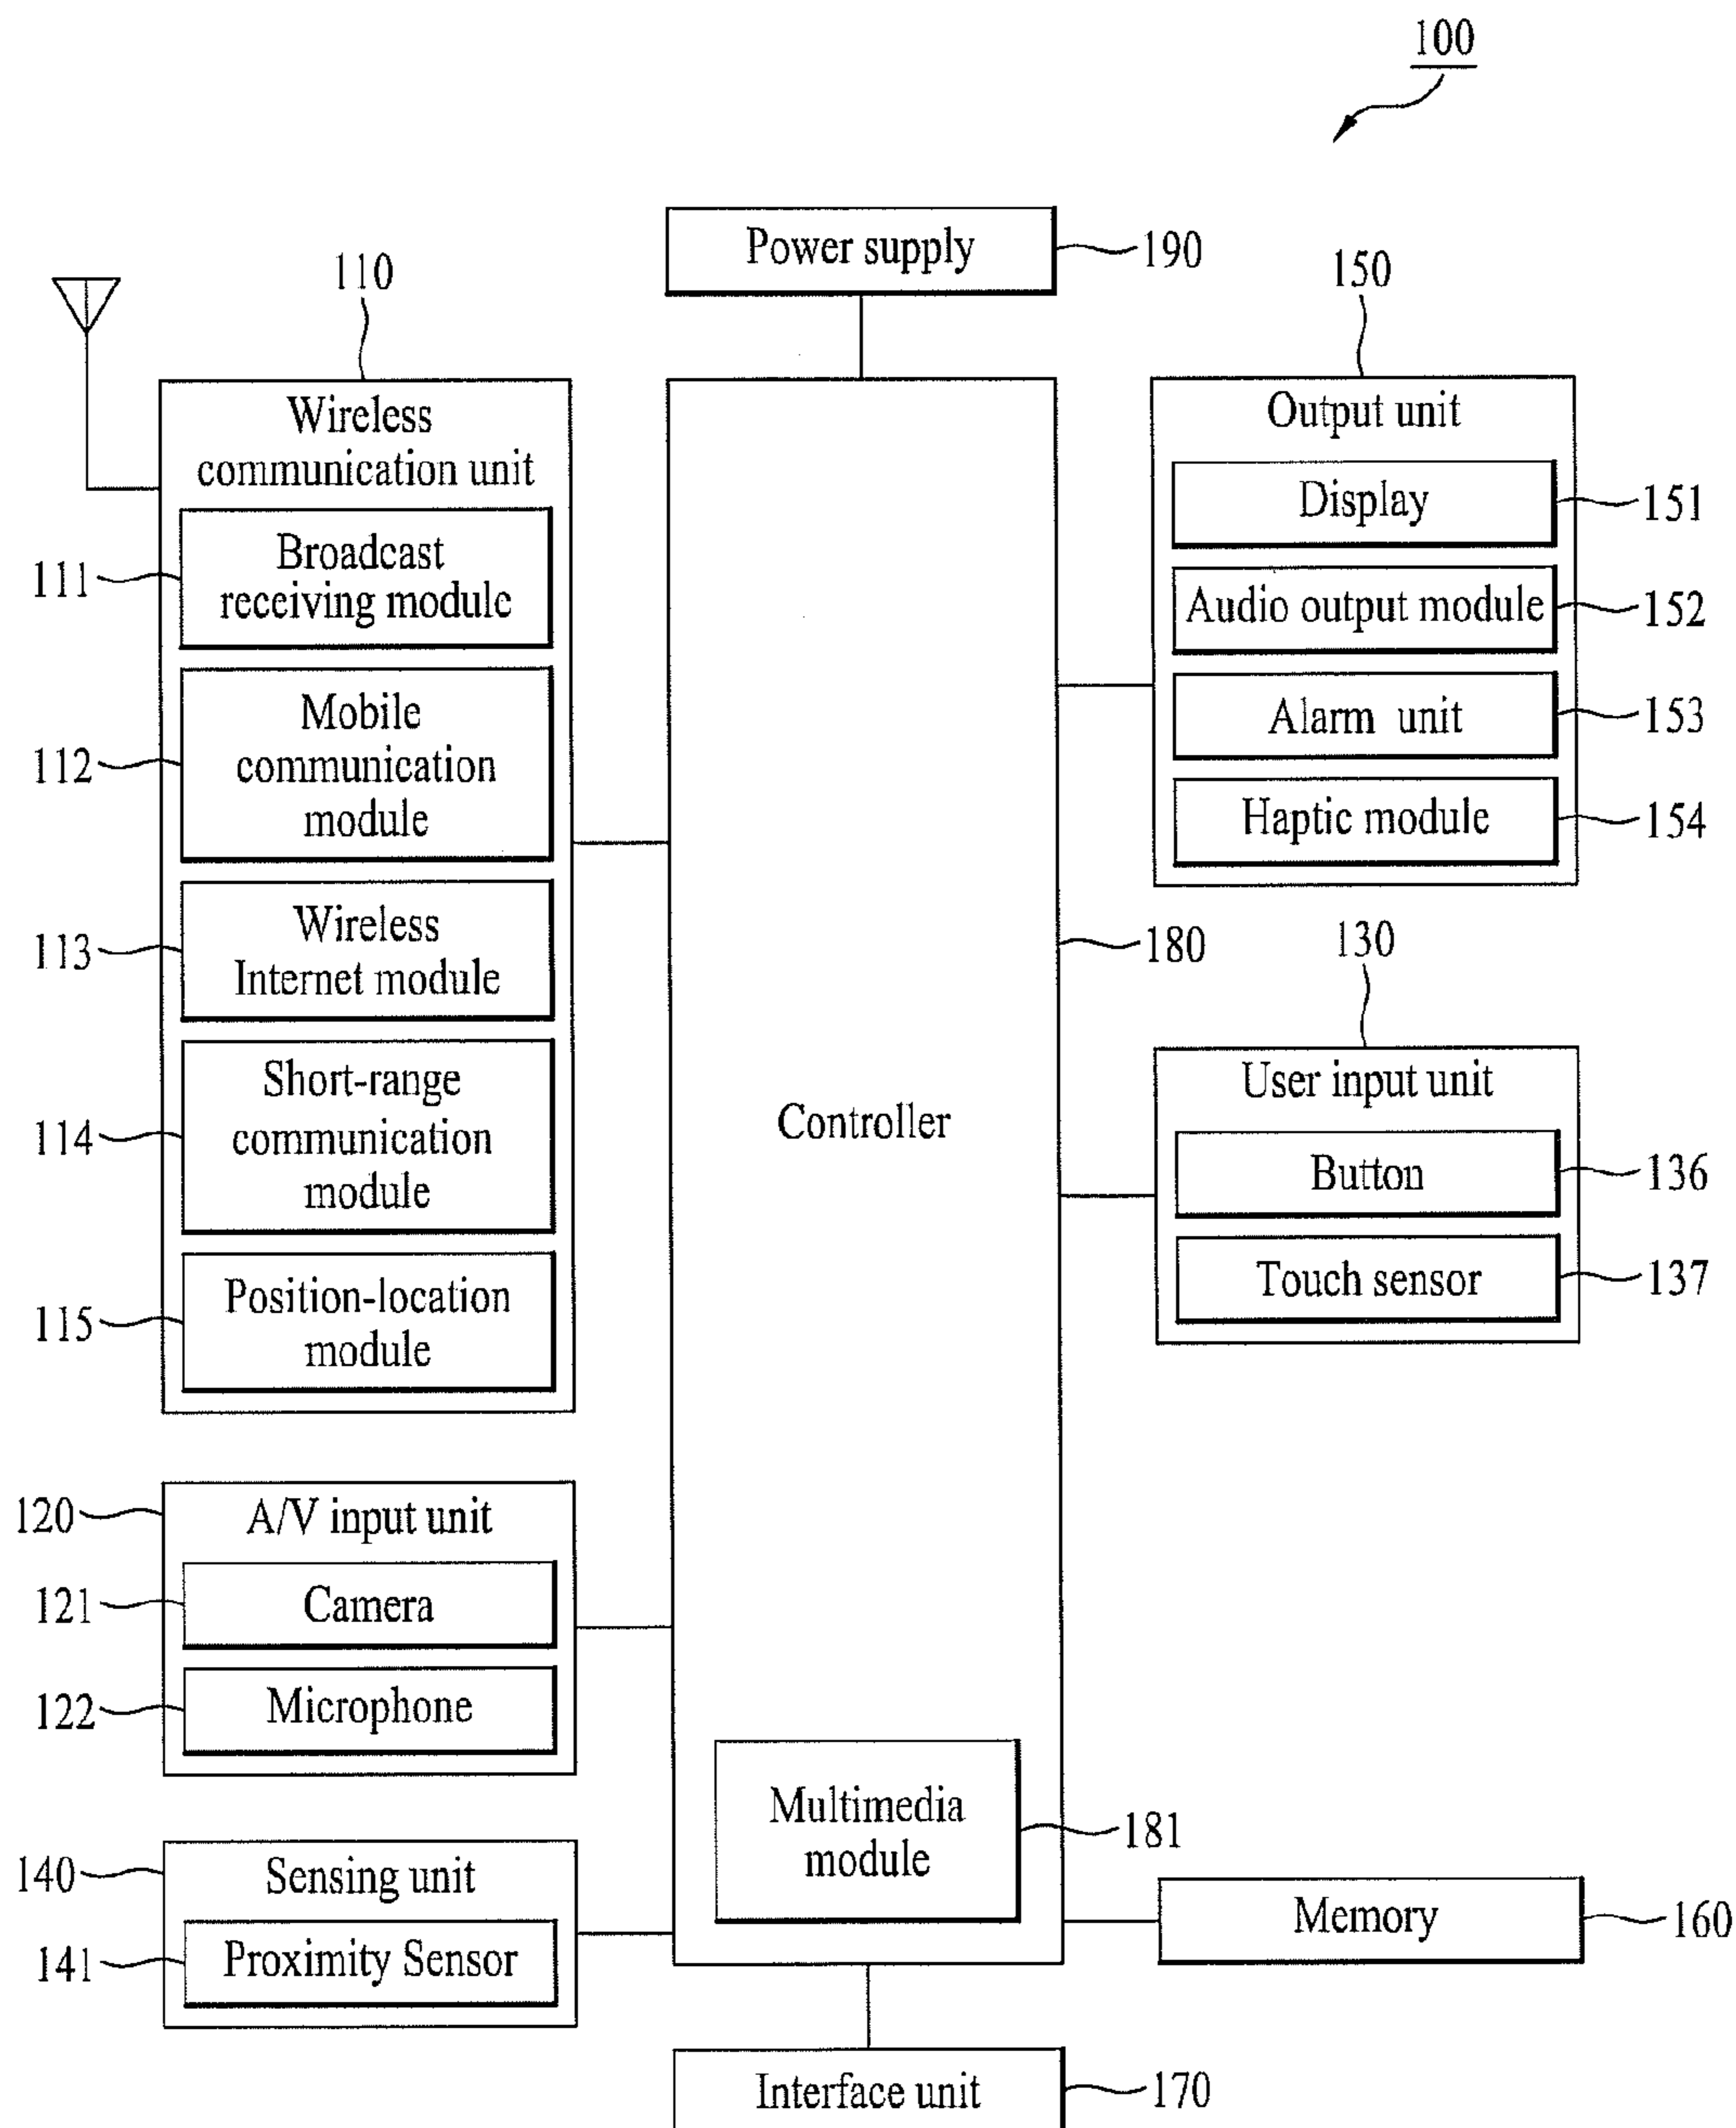 100
Power supply
190
110
Wireless
communication unit
111
Broadcast
receiving module
112
Mobile
communication
module
113
Wireless
Internet module
114
Short-range
communication
module
115
Position-location
module
120
A/V input unit
121
Camera
122
Microphone
140
Sensing unit
141
Proximity Sensor
Controller
180
Multimedia
module
181
150
Output unit
Display
151
Audio output module
152
Alarm unit
153
Haptic module
154
130
User input unit
Button
136
Touch sensor
137
Memory
160
Interface unit
170